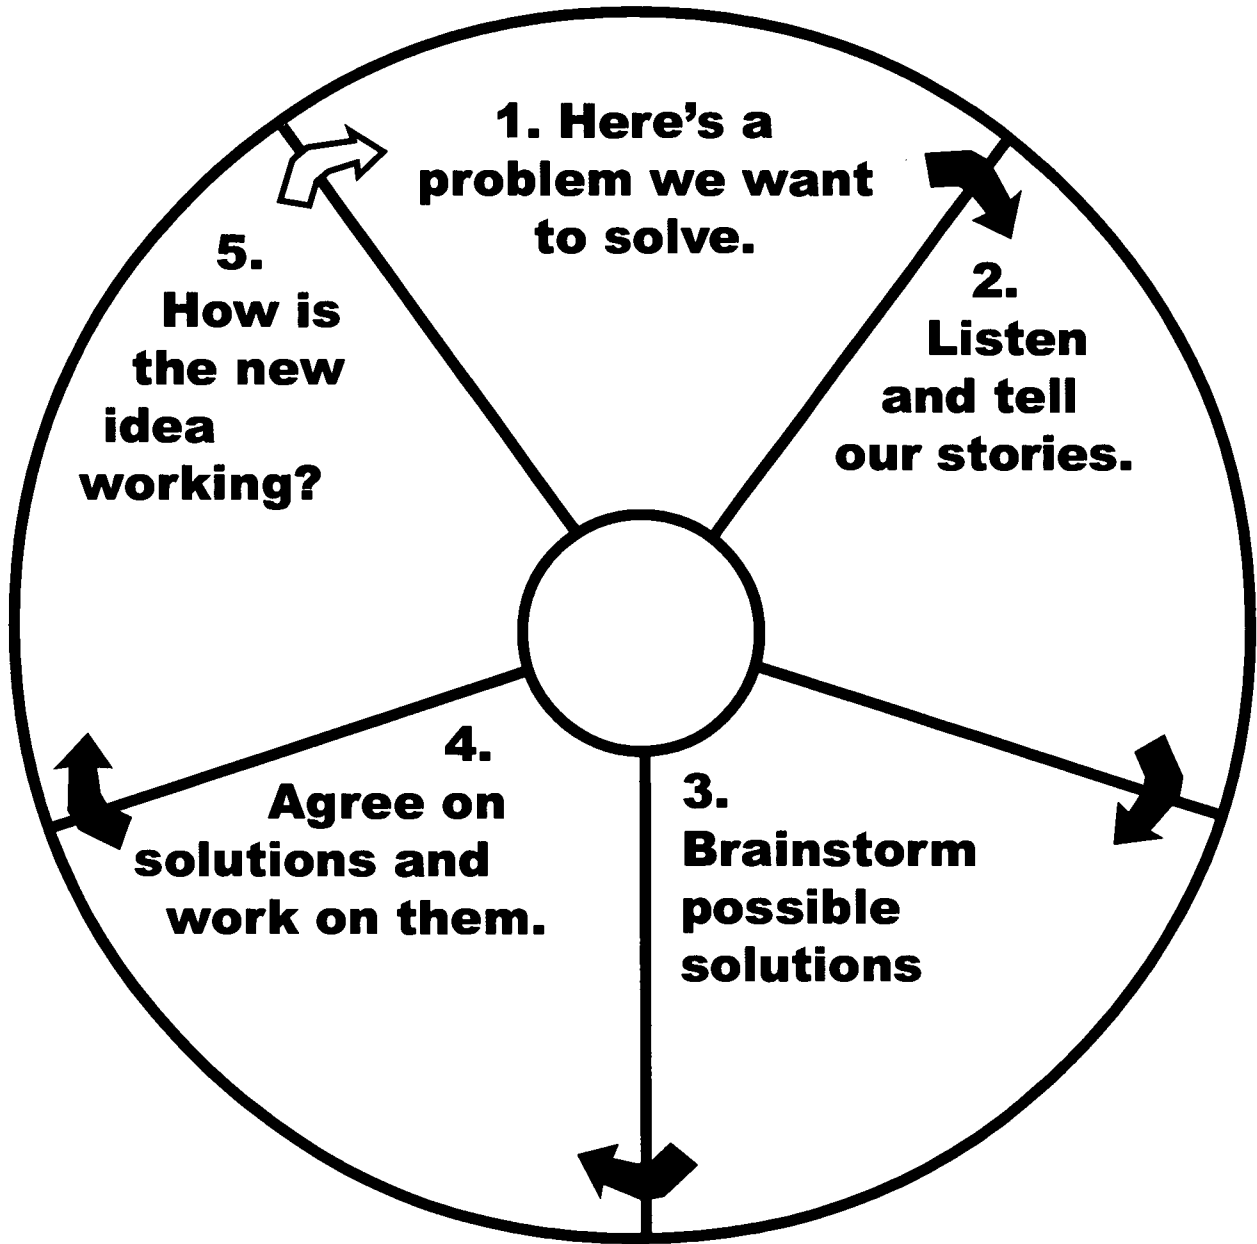 1. Here's a
problem we want
to solve.
2.
Listen
and tell
our stories.
3.
Brainstorm
possible
solutions
4.
Agree on
solutions and
work on them.
5.
How is
the new
idea
working?